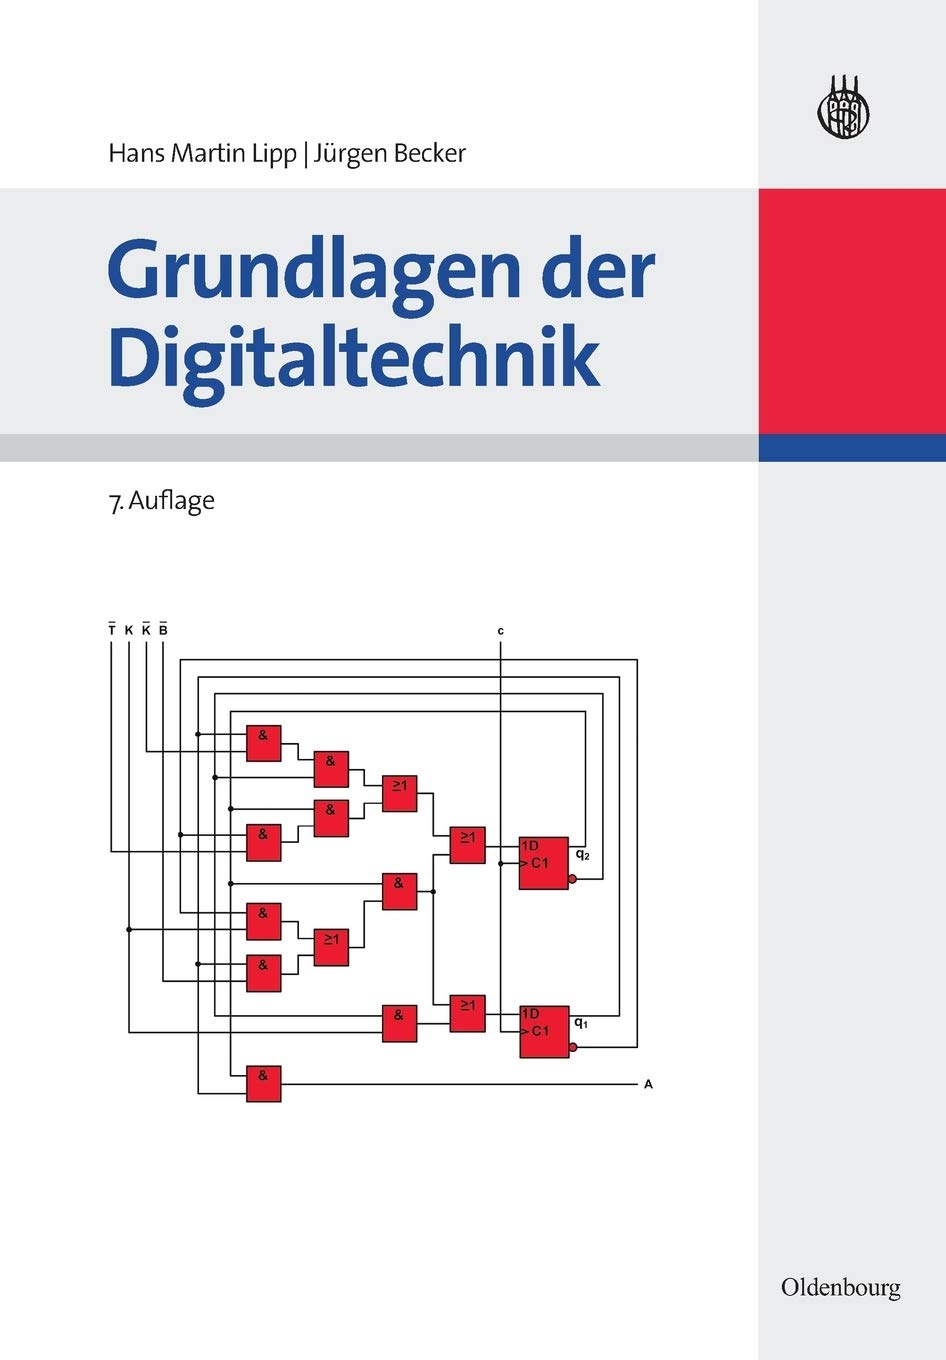 Hans Martin Lipp | Jürgen Becker
Grundlagen der
Digitaltechnik
7. Auflage
T̅ K K̅ B̅
c
&
&
≥1
&
&
≥1
1D
C1
q₂
&
&
≥1
&
&
≥1
1D
C1
q₁
&
A
Oldenbourg